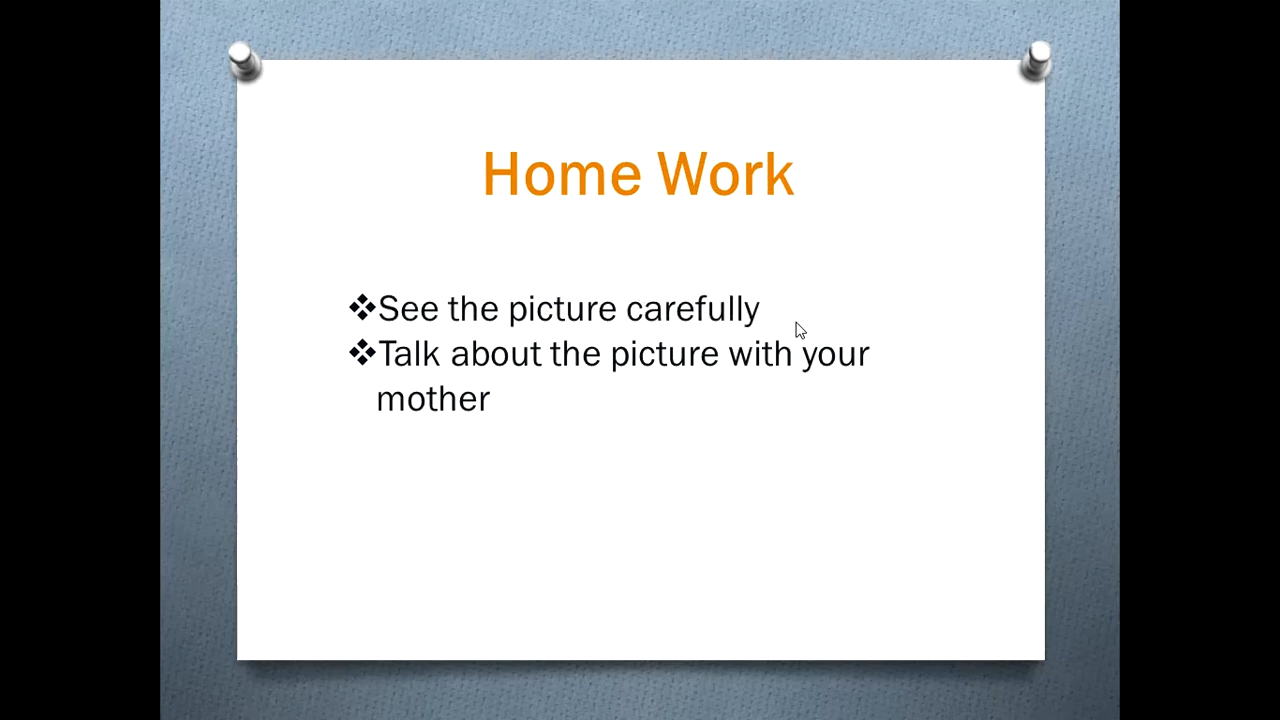 Home Work
❖See the picture carefully
❖Talk about the picture with your
mother